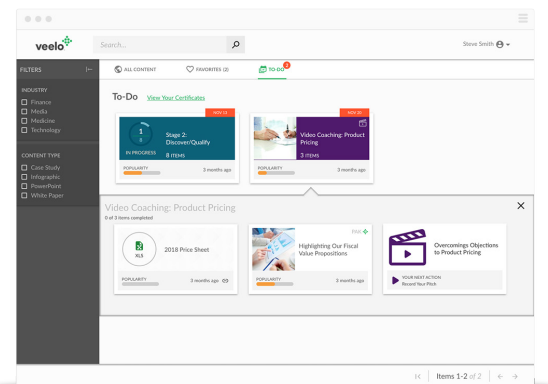 veelo
Search...
Steve Smith
FILTERS
ALL CONTENT
FAVORITES (2)
TO-DO
INDUSTRY
Finance
Media
Medicine
Technology
CONTENT TYPE
Case Study
Infographic
PowerPoint
White Paper
To-Do
View Your Certificates
NOV 13
1
IN PROGRESS
Stage 2:
Discover/Qualify
8 ITEMS
POPULARITY
3 months ago
NOV 20
Video Coaching: Product
Pricing
3 ITEMS
POPULARITY
3 months ago
Video Coaching: Product Pricing
0 of 3 items completed
XLS
2018 Price Sheet
POPULARITY
3 months ago
Highlighting Our Fiscal
Value Propositions
POPULARITY
3 months ago
Overcomings Objections
to Product Pricing
YOUR NEXT ACTION
Record Your Pitch
Items 1-2 of 2